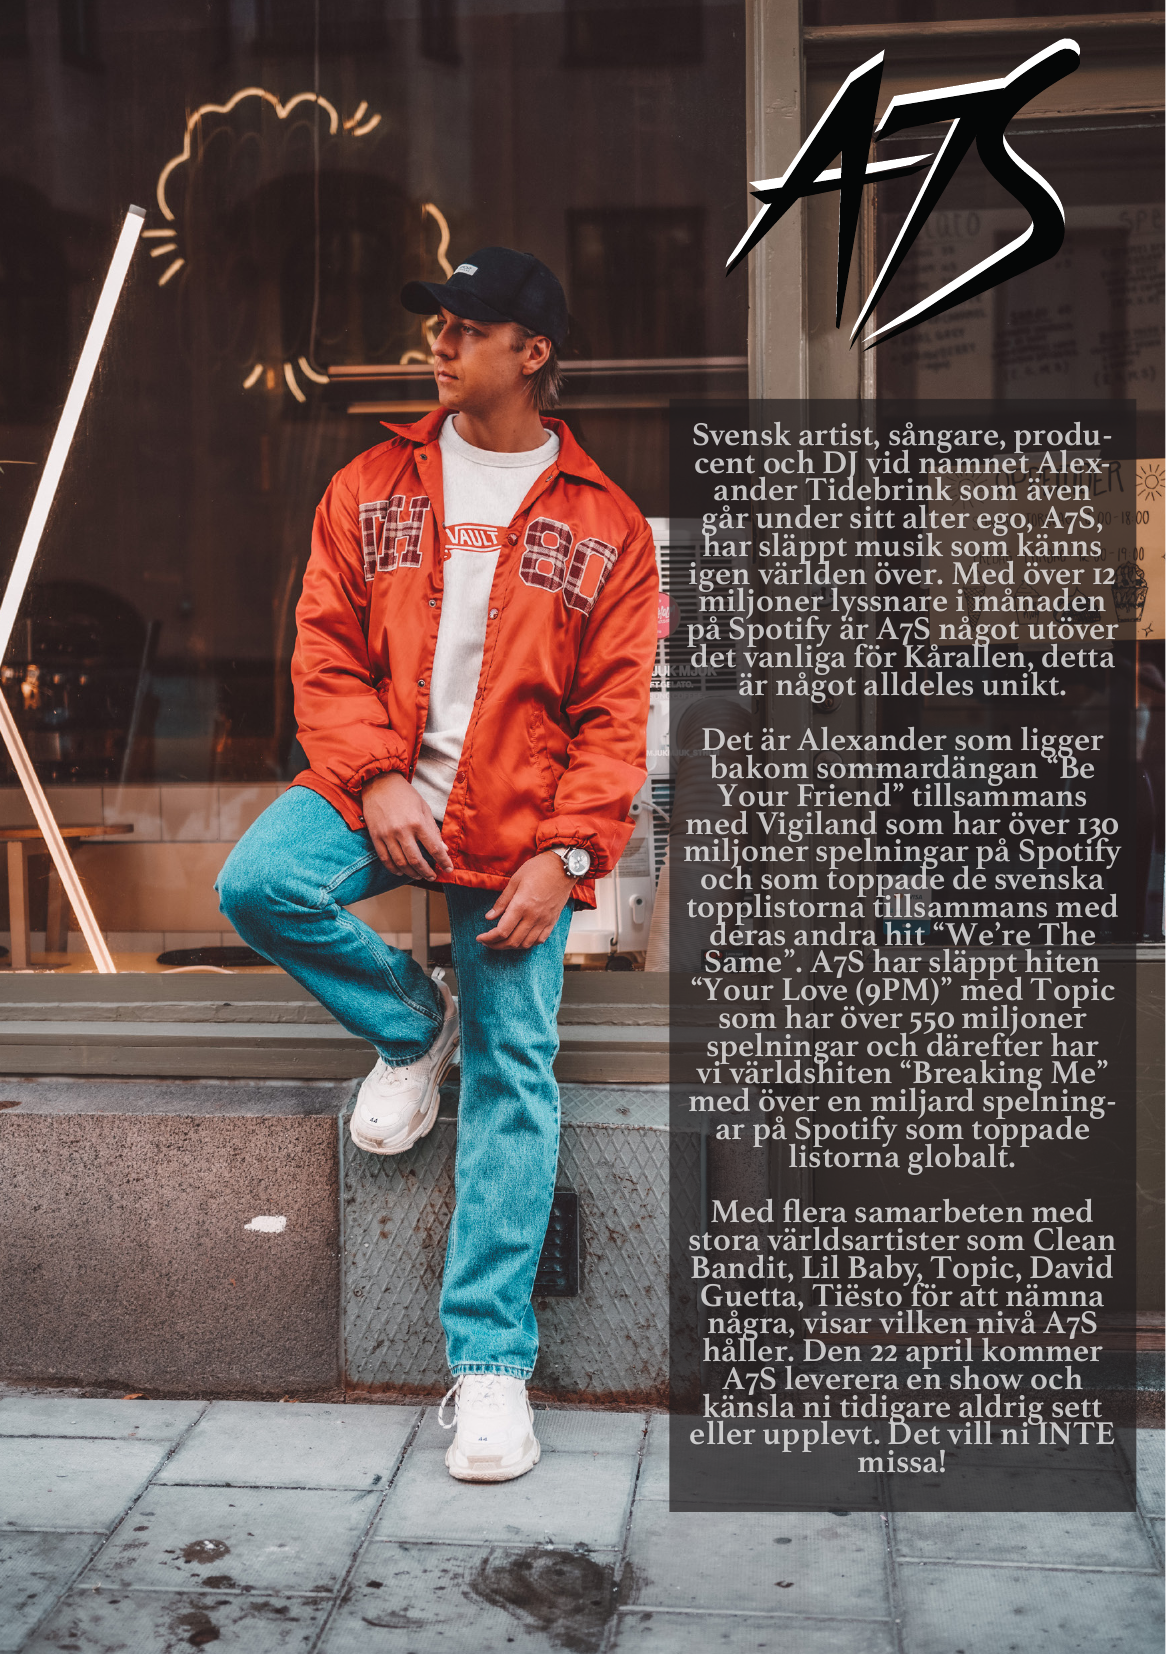 A7S
Svensk artist, sångare, produ-
cent och DJ vid namnet Alex-
ander Tidebrink som även
går under sitt alter ego, A7S,
har släppt musik som känns
igen världen över. Med över 12
miljoner lyssnare i månaden
på Spotify är A7S något utöver
det vanliga för Kårallen, detta
är något alldeles unikt.
Det är Alexander som ligger
bakom sommardängan “Be
Your Friend” tillsammans
med Vigiland som har över 130
miljoner spelningar på Spotify
och som toppade de svenska
topplistorna tillsammans med
deras andra hit “We’re The
Same”. A7S har släppt hiten
“Your Love (9PM)” med Topic
som har över 550 miljoner
spelningar och därefter har
vi världshiten “Breaking Me”
med över en miljard spelning-
ar på Spotify som toppade
listorna globalt.
Med flera samarbeten med
stora världsartister som Clean
Bandit, Lil Baby, Topic, David
Guetta, Tiësto för att nämna
några, visar vilken nivå A7S
håller. Den 22 april kommer
A7S leverera en show och
känsla ni tidigare aldrig sett
eller upplevt. Det vill ni INTE
missa!
VAULT
80
44
44